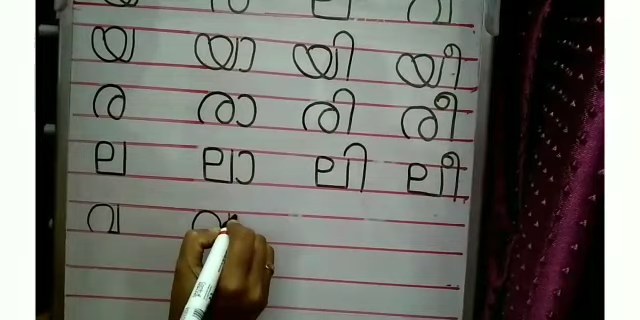 യ യാ യി യീ
ര രാ രി രീ
ല ലാ ലി ലീ
വ